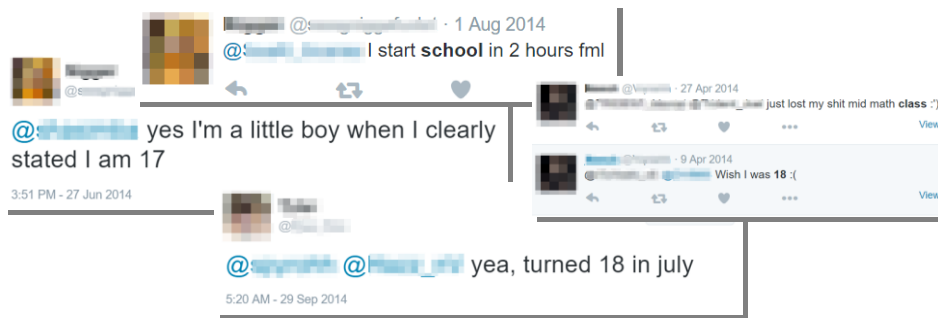 · 1 Aug 2014
I start school in 2 hours fml
yes I'm a little boy when I clearly
stated I am 17
3:51 PM - 27 Jun 2014
· 27 Apr 2014
just lost my shit mid math class :')
View
· 9 Apr 2014
Wish I was 18 :(
View
yea, turned 18 in july
5:20 AM - 29 Sep 2014